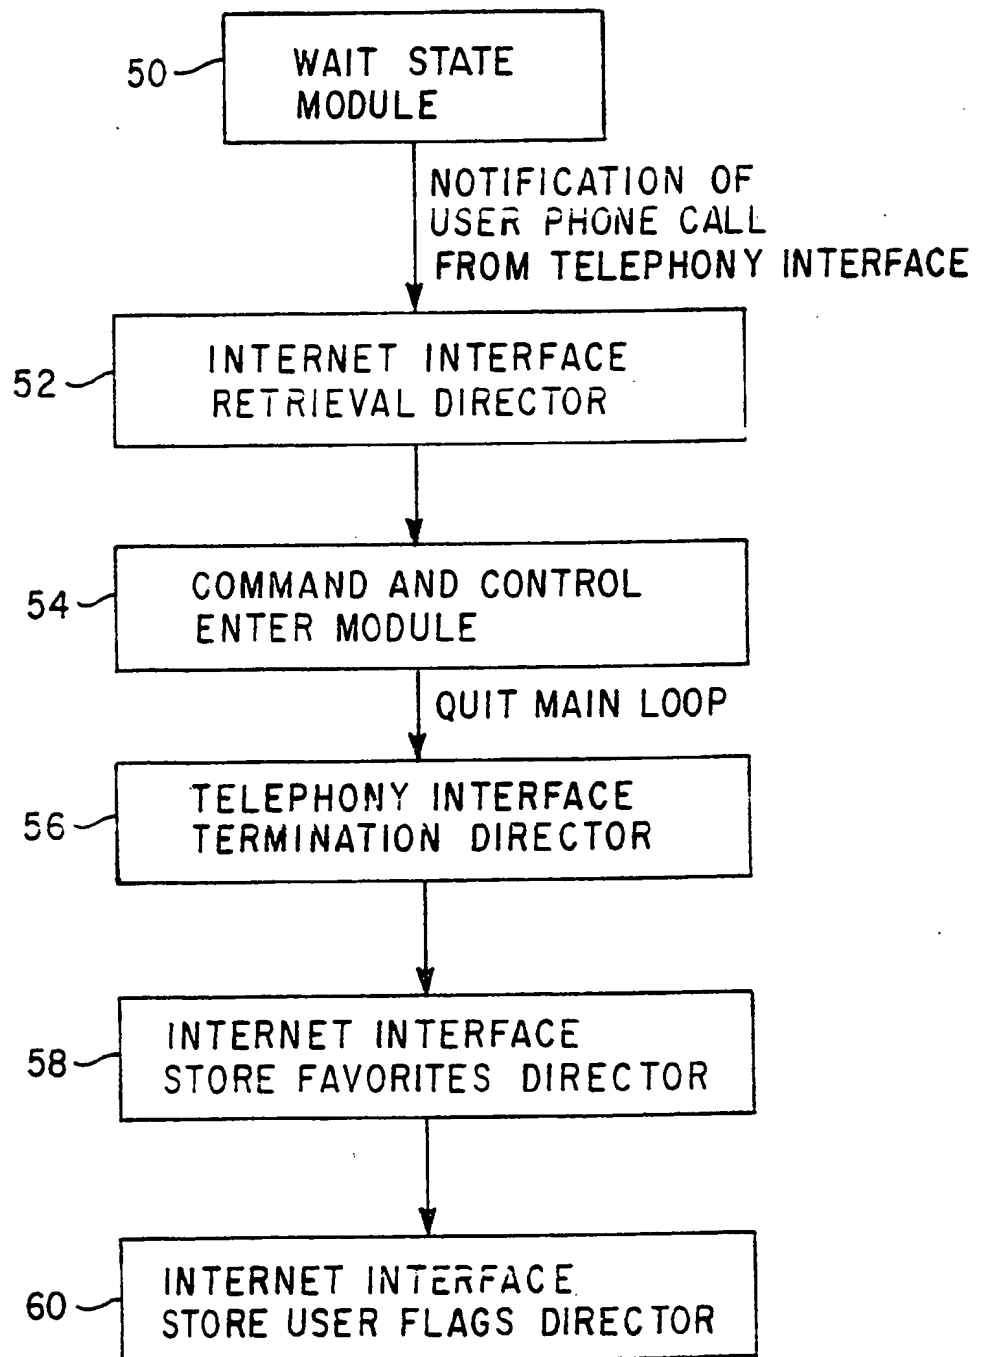 50
WAIT STATE
MODULE
NOTIFICATION OF
USER PHONE CALL
FROM TELEPHONY INTERFACE
52
INTERNET INTERFACE
RETRIEVAL DIRECTOR
54
COMMAND AND CONTROL
ENTER MODULE
QUIT MAIN LOOP
56
TELEPHONY INTERFACE
TERMINATION DIRECTOR
58
INTERNET INTERFACE
STORE FAVORITES DIRECTOR
60
INTERNET INTERFACE
STORE USER FLAGS DIRECTOR